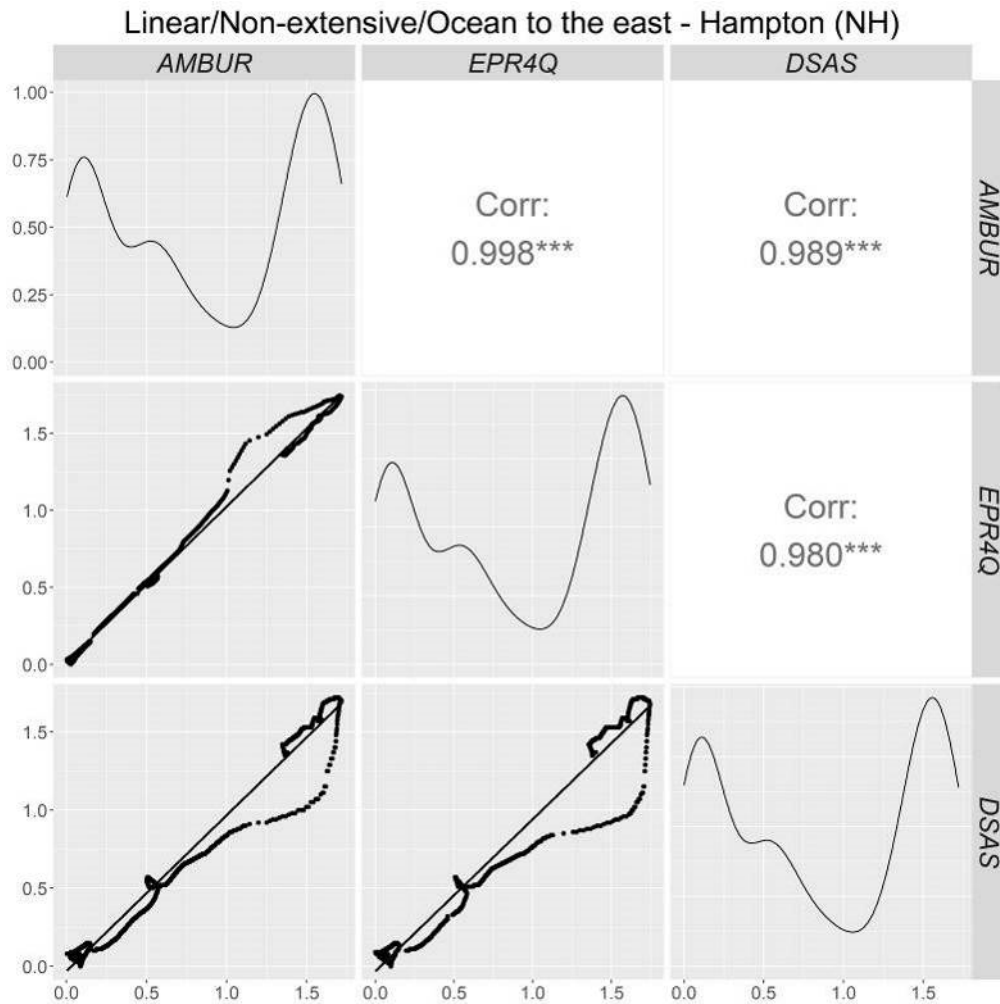 Linear/Non-extensive/Ocean to the east - Hampton (NH)
AMBUR EPR4Q DSAS
1.00
0.75
0.50
0.25
0.00
Corr:
0.998***
Corr:
0.989***
AMBUR
1.5
1.0
0.5
0.0
Corr:
0.980***
EPR4Q
1.5
1.0
0.5
0.0
DSAS
0.0 0.5 1.0 1.5 0.0 0.5 1.0 1.5 0.0 0.5 1.0 1.5